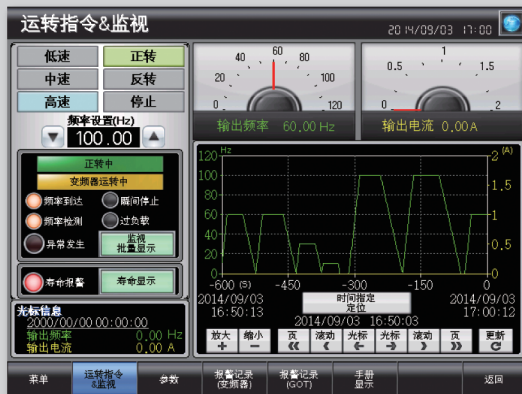 运转指令&监视
2014/09/03 17:00
低速 正转
中速 反转
高速 停止
频率设置(Hz)
100.00
正转中
变频器运转中
频率到达 瞬间停止
频率检测 过负载
异常发生 监视
批量显示
寿命报警 寿命显示
光标信息
2000/00/00 00:00:00
输出频率 0.00 Hz
输出电流 0.00 A
0 20 40 60 80 100 120
输出频率 60.00 Hz
0 0.5 1 1.5 2
输出电流 0.00A
Hz (A)
120 2
100
80 1.5
60 1
40
20 0.5
0 0
-600 (S) -450 -300 -150 0
2014/09/03 时间指定 2014/09/03
16:50:13 定位 17:00:12
2014/09/03 16:50:03
放大 缩小 页 滚动 光标 光标 滚动 页 更新
+ − 《 〈 ← → 〉 》 C
菜单 运转指令
&监视 参数 报警记录
(变频器) 报警记录
(GOT) 手册
显示 返回